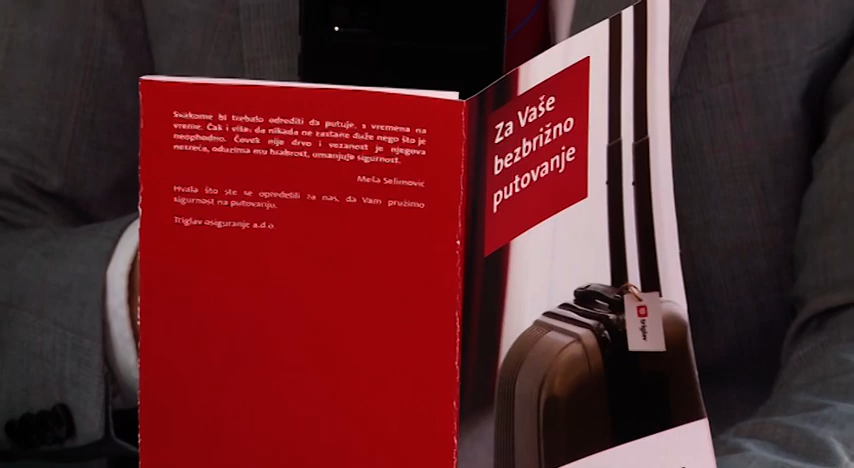 Svakome bi trebalo odrediti da putuje, s vremena na
vreme. Čak i više: da nikada ne zastane duže nego što je
neophodno. Čovek nije drvo i vezanost je njegova
nesreća, oduzima mu hrabrost, umanjuje sigurnost.
Meša Selimović
Hvala što ste se opredelili za nas, da Vam pružimo
sigurnost na putovanju.
Triglav osiguranje a.d.o.
Za Vaše
bezbrižno
putovanje
triglav